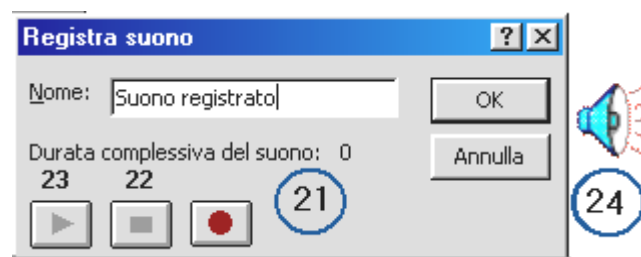 Registra suono
Nome: Suono registrato OK
Durata complessiva del suono: 0 Annulla
23 22 21 24